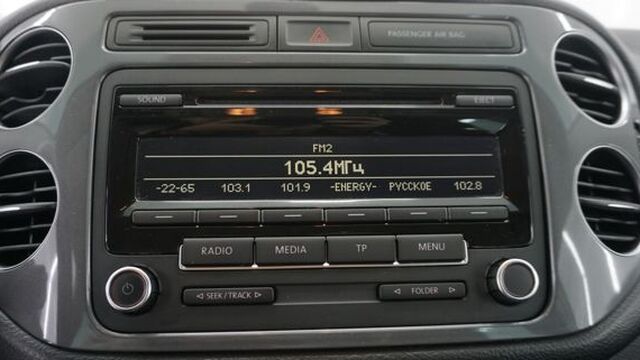 PASSENGER AIR BAG
SOUND EJECT
FM2
105.4МГц
-22-65 103.1 101.9 -ENERGY- РУССКОЕ 102.8
RADIO MEDIA TP MENU
◁ SEEK / TRACK ▷ ◁ FOLDER ▷